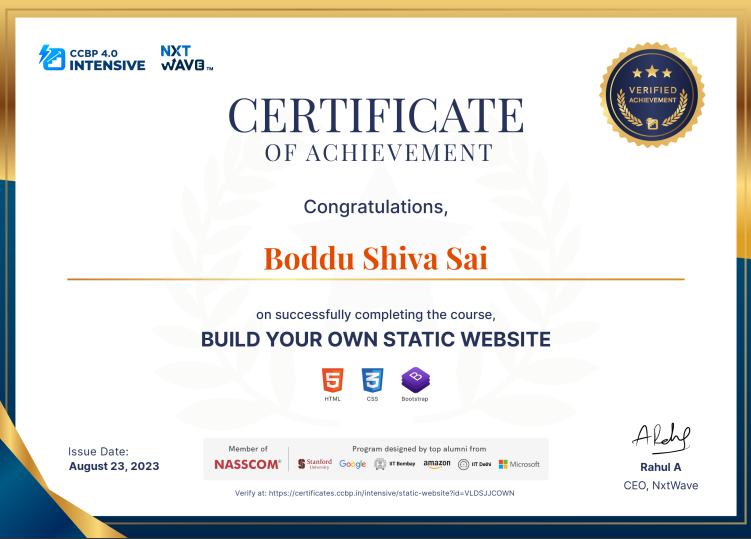 CCBP 4.0
INTENSIVE
NXT
WAVE™
VERIFIED
ACHIEVEMENT
CERTIFICATE
OF ACHIEVEMENT
Congratulations,
Boddu Shiva Sai
on successfully completing the course,
BUILD YOUR OWN STATIC WEBSITE
HTML
CSS
Bootstrap
Issue Date:
August 23, 2023
Member of
NASSCOM®
Program designed by top alumni from
Stanford University
Google
IIT Bombay
amazon
IIT Delhi
Microsoft
Verify at: https://certificates.ccbp.in/intensive/static-website?id=VLDSJJCOWN
Rahul A
CEO, NxtWave